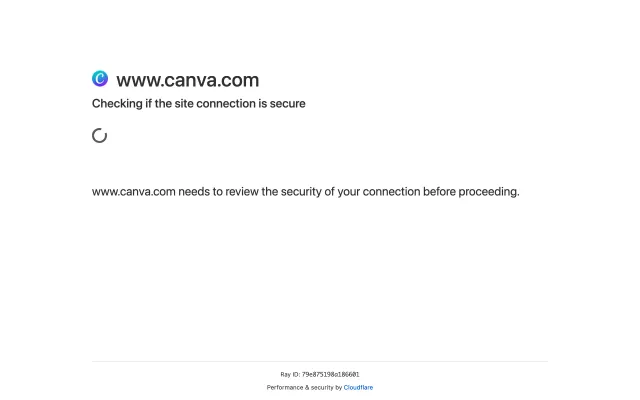 www.canva.com
Checking if the site connection is secure
www.canva.com needs to review the security of your connection before proceeding.
Ray ID: 79e875198a186601
Performance & security by Cloudflare